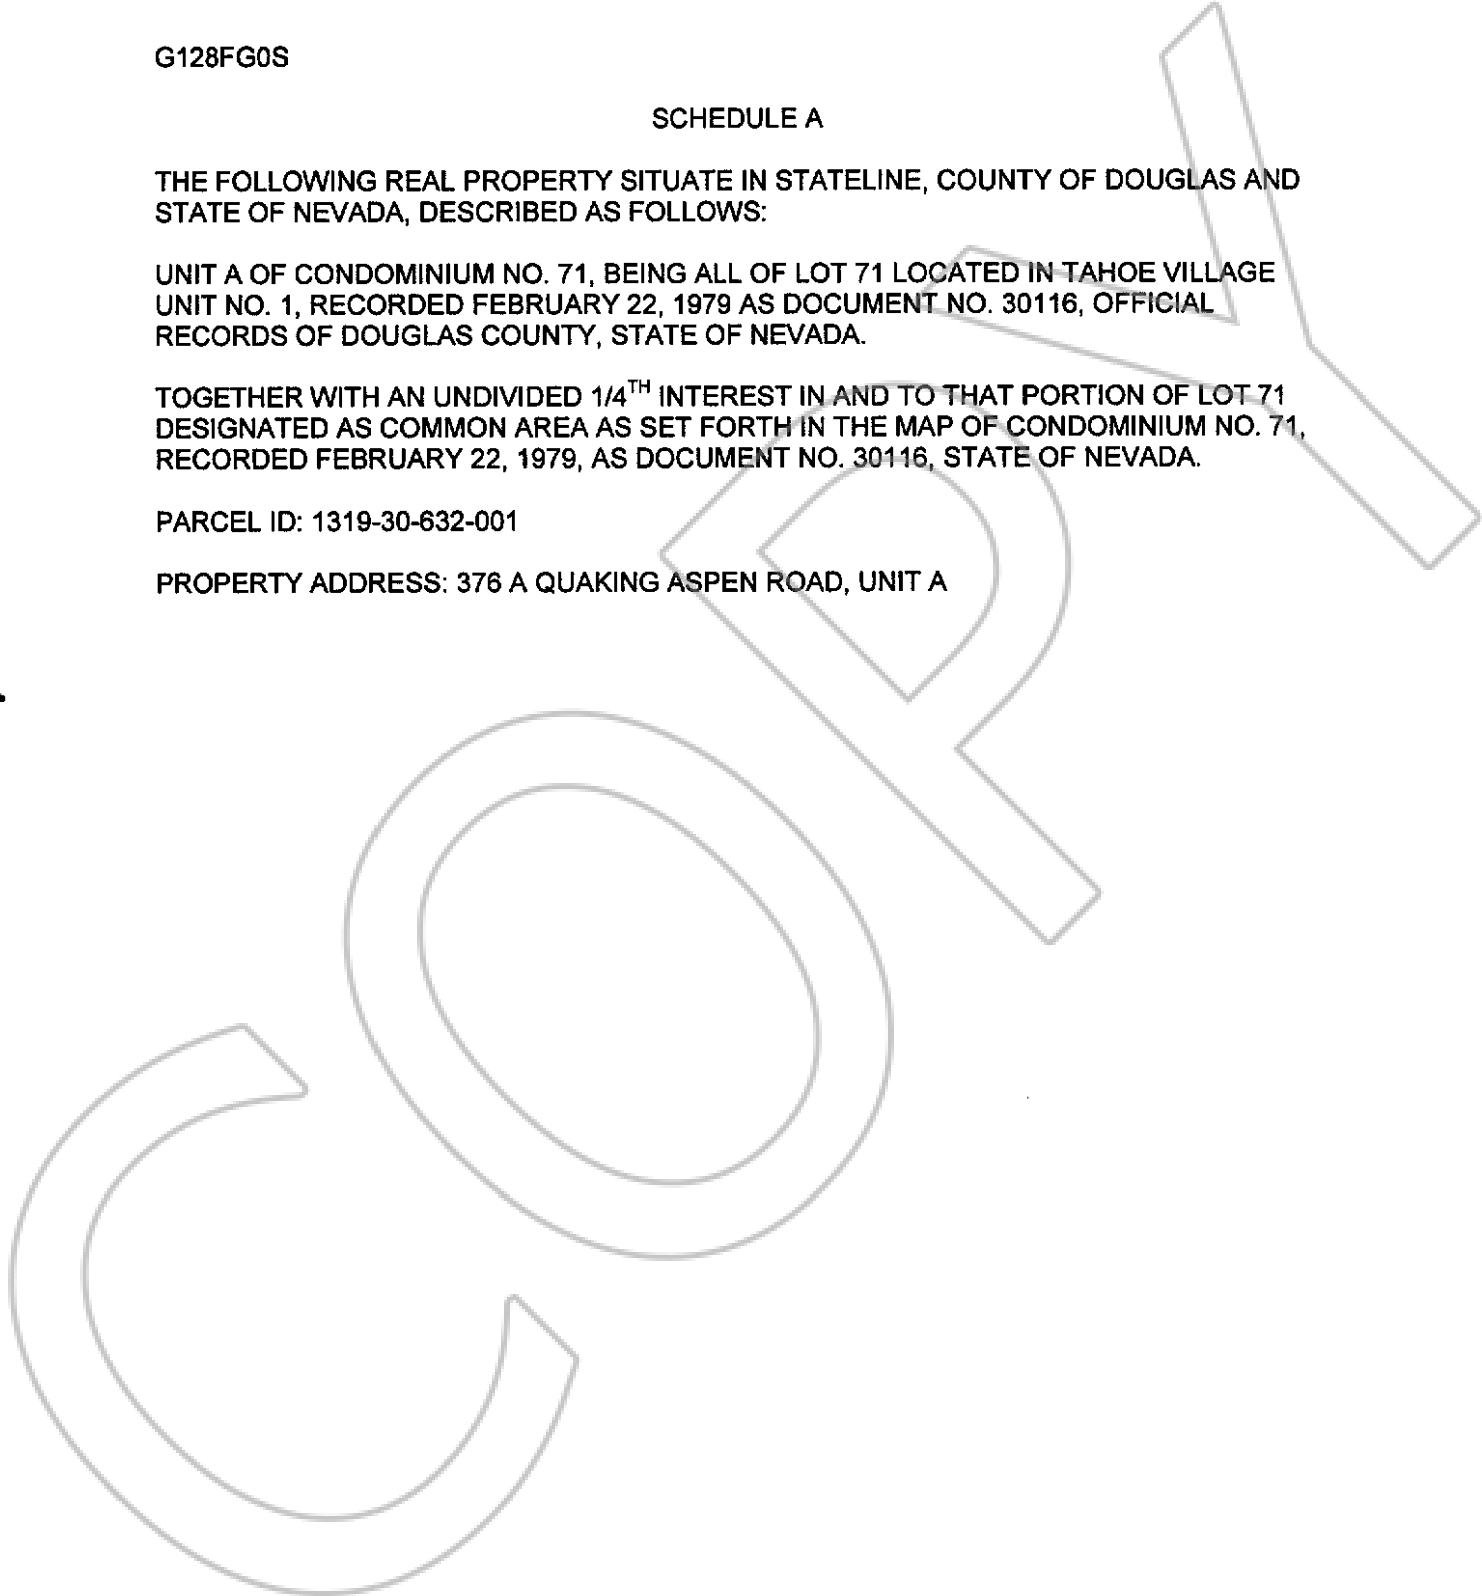 G128FG0S
SCHEDULE A
THE FOLLOWING REAL PROPERTY SITUATE IN STATELINE, COUNTY OF DOUGLAS AND
STATE OF NEVADA, DESCRIBED AS FOLLOWS:
UNIT A OF CONDOMINIUM NO. 71, BEING ALL OF LOT 71 LOCATED IN TAHOE VILLAGE
UNIT NO. 1, RECORDED FEBRUARY 22, 1979 AS DOCUMENT NO. 30116, OFFICIAL
RECORDS OF DOUGLAS COUNTY, STATE OF NEVADA.
TOGETHER WITH AN UNDIVIDED 1/4TH INTEREST IN AND TO THAT PORTION OF LOT 71
DESIGNATED AS COMMON AREA AS SET FORTH IN THE MAP OF CONDOMINIUM NO. 71,
RECORDED FEBRUARY 22, 1979, AS DOCUMENT NO. 30116, STATE OF NEVADA.
PARCEL ID: 1319-30-632-001
PROPERTY ADDRESS: 376 A QUAKING ASPEN ROAD, UNIT A
COPY